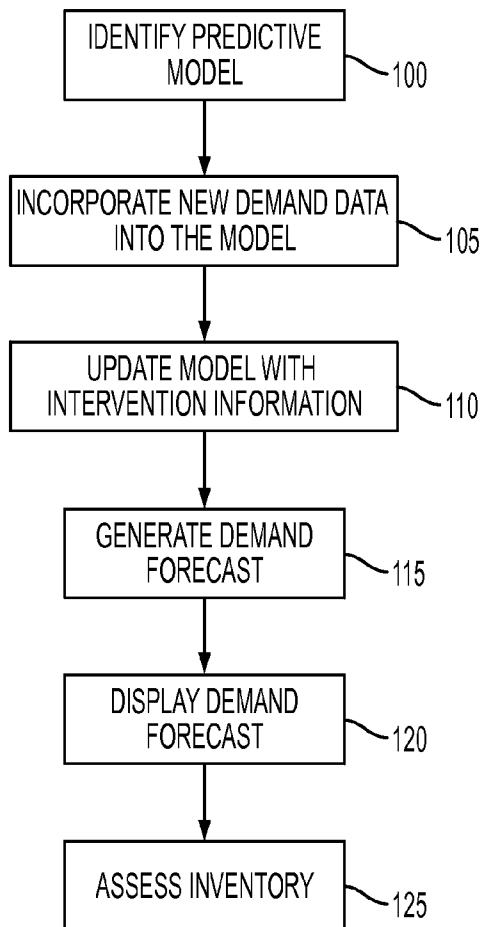 IDENTIFY PREDICTIVE
MODEL
100
INCORPORATE NEW DEMAND DATA
INTO THE MODEL
105
UPDATE MODEL WITH
INTERVENTION INFORMATION
110
GENERATE DEMAND
FORECAST
115
DISPLAY DEMAND
FORECAST
120
ASSESS INVENTORY
125